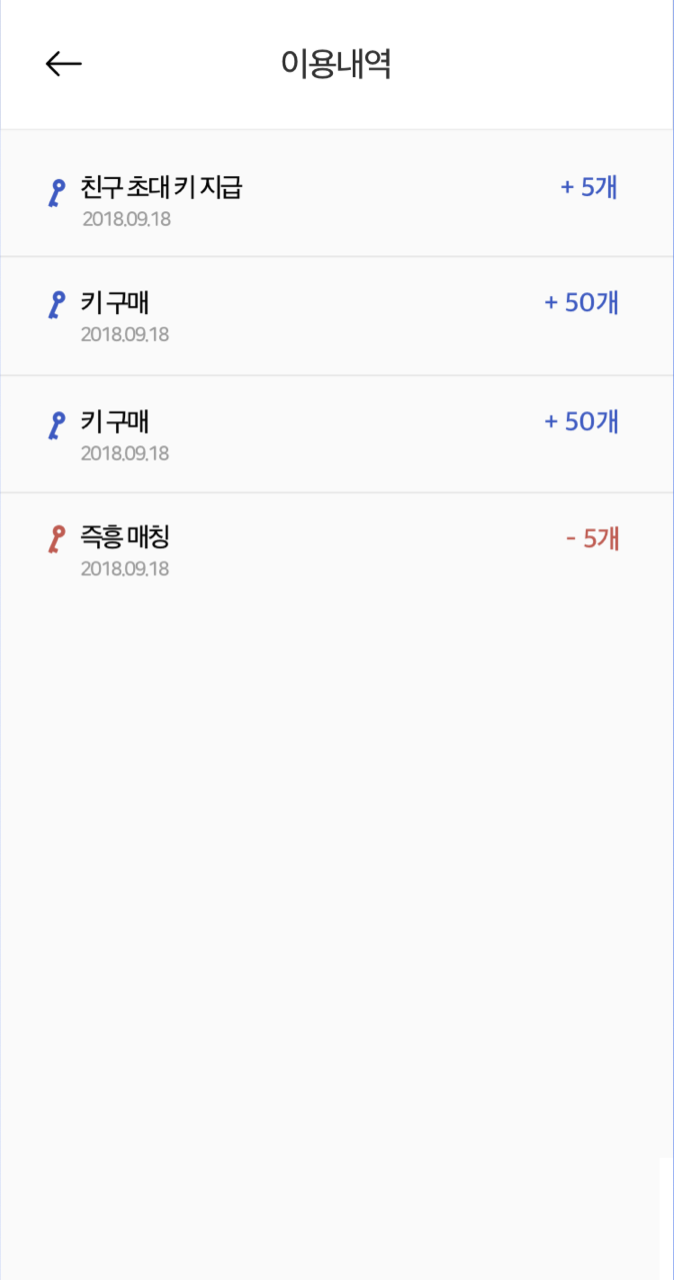 이용내역
친구 초대 키 지급
+ 5개
2018.09.18
키 구매
+ 50개
2018.09.18
키 구매
+ 50개
2018.09.18
즉흥 매칭
- 5개
2018.09.18